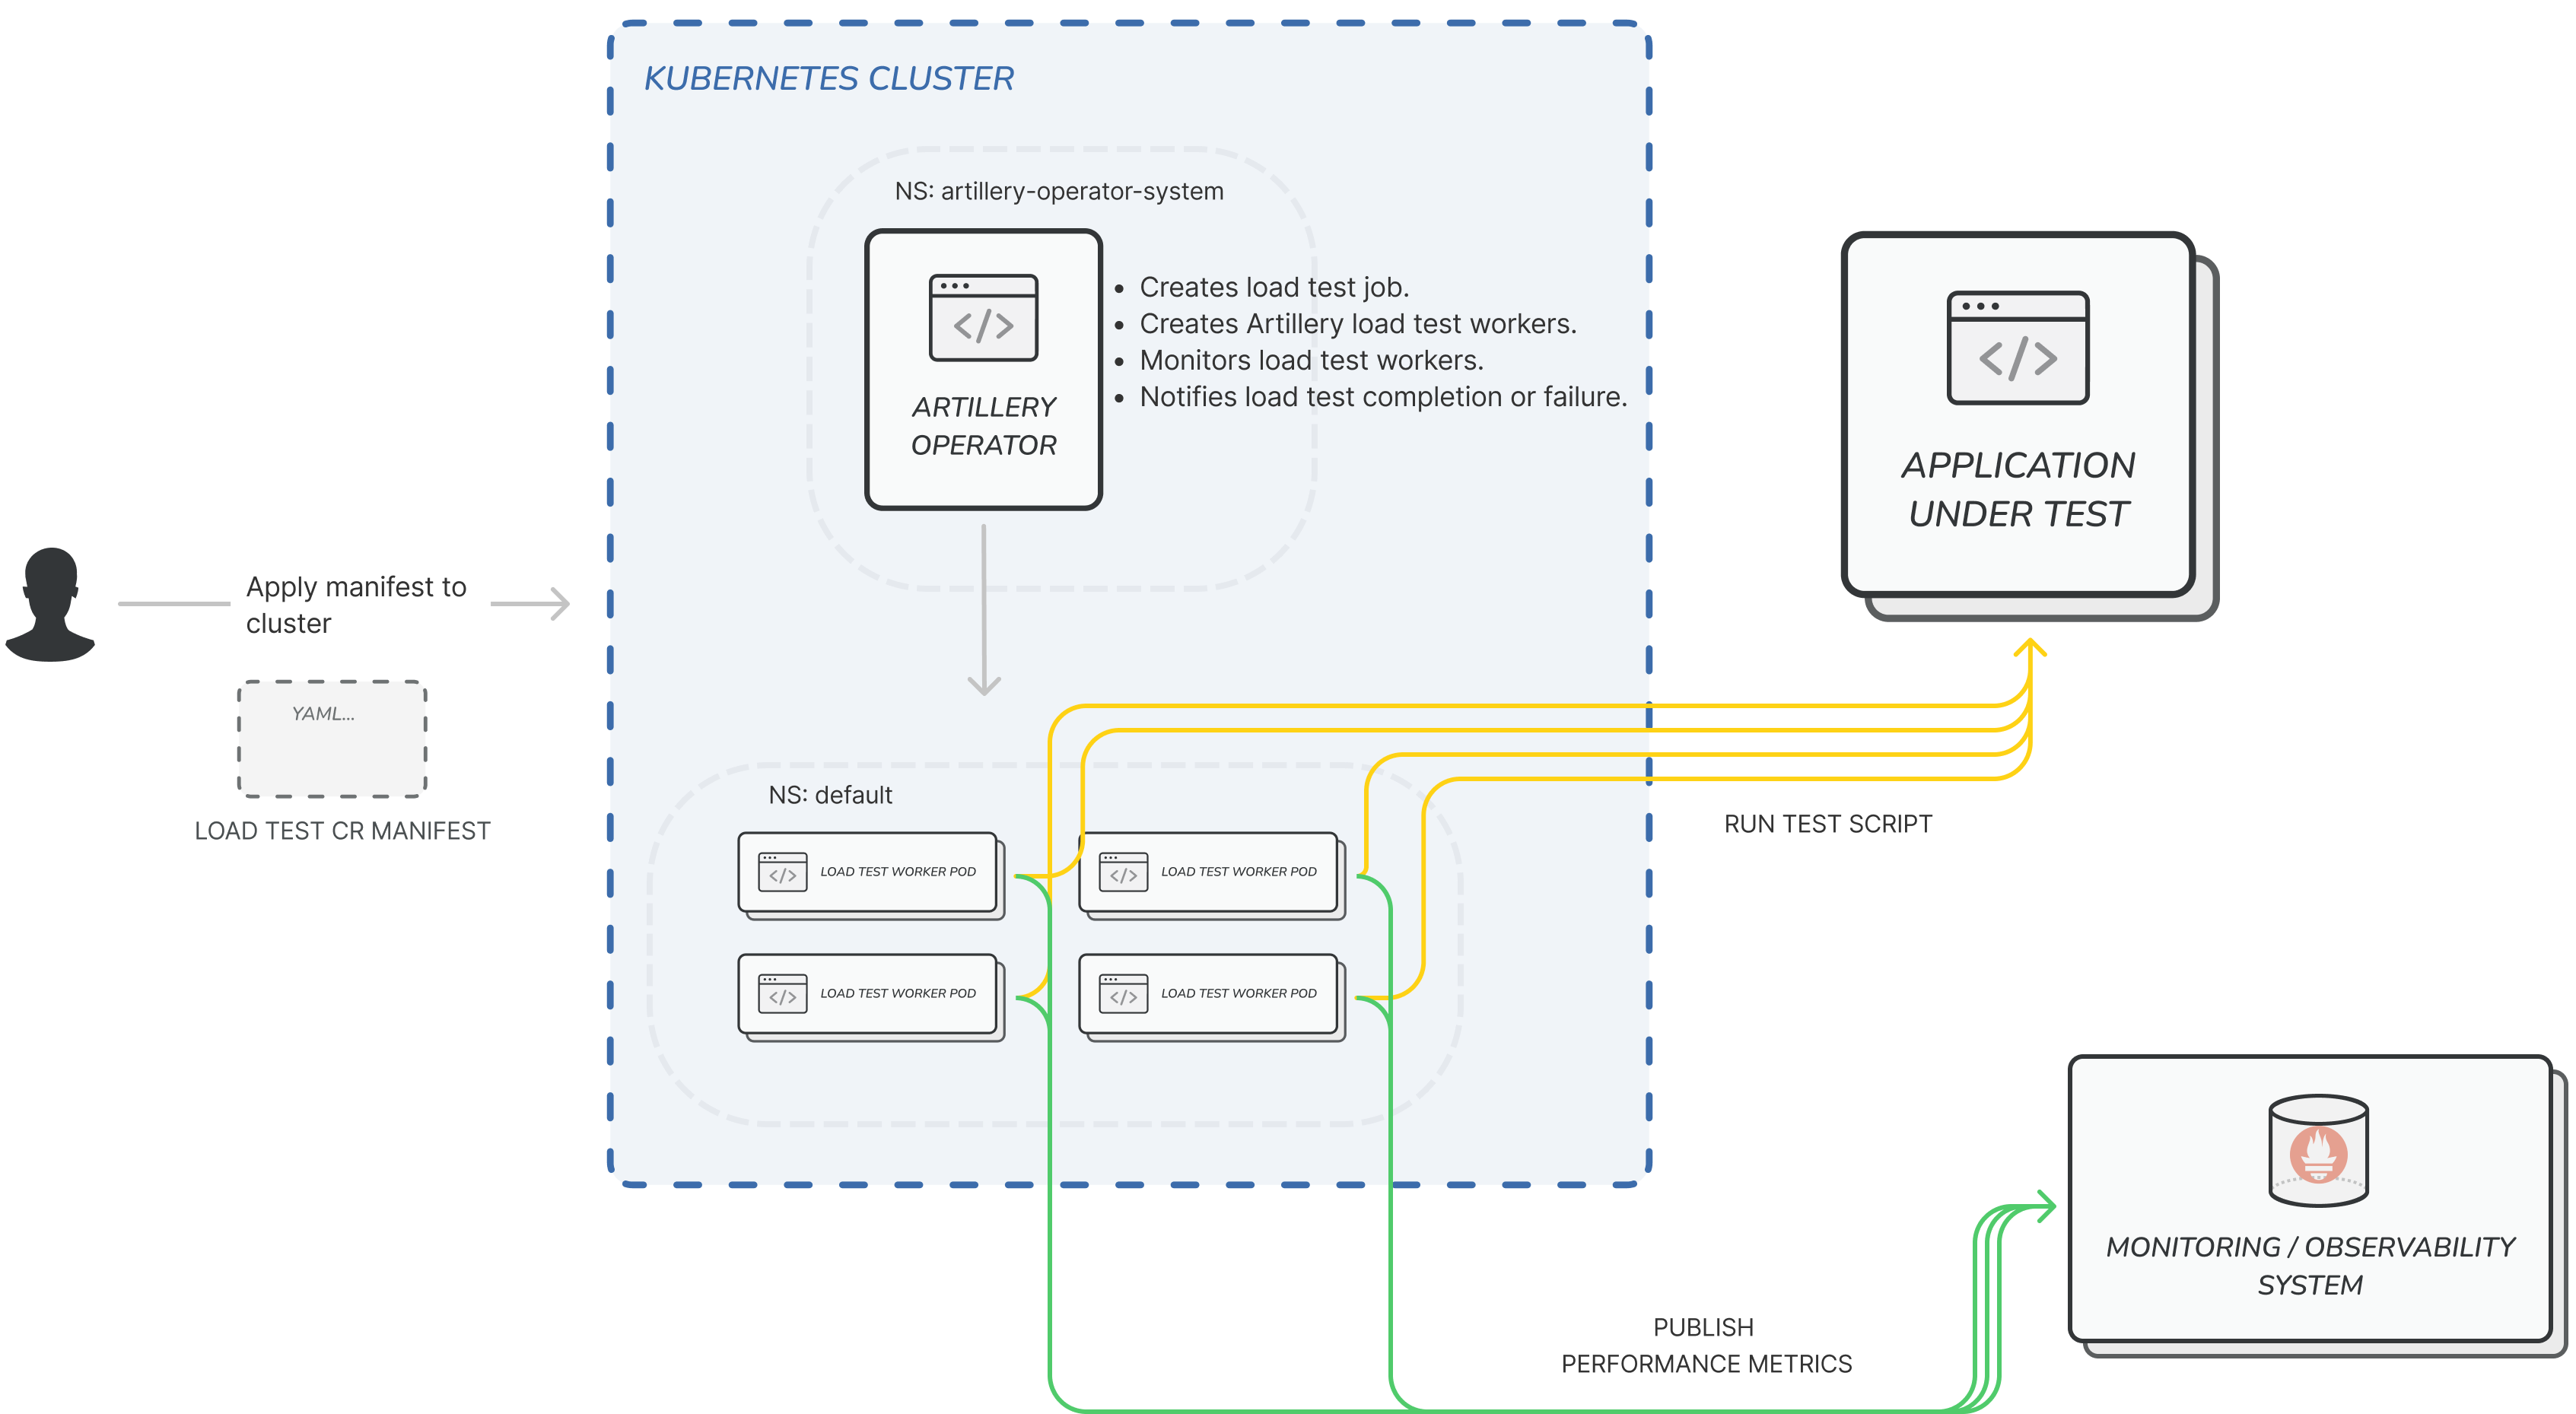 KUBERNETES CLUSTER
NS: artillery-operator-system
ARTILLERY
OPERATOR
• Creates load test job.
• Creates Artillery load test workers.
• Monitors load test workers.
• Notifies load test completion or failure.
APPLICATION
UNDER TEST
Apply manifest to
cluster
YAML...
LOAD TEST CR MANIFEST
NS: default
LOAD TEST WORKER POD
LOAD TEST WORKER POD
LOAD TEST WORKER POD
LOAD TEST WORKER POD
RUN TEST SCRIPT
MONITORING / OBSERVABILITY
SYSTEM
PUBLISH
PERFORMANCE METRICS